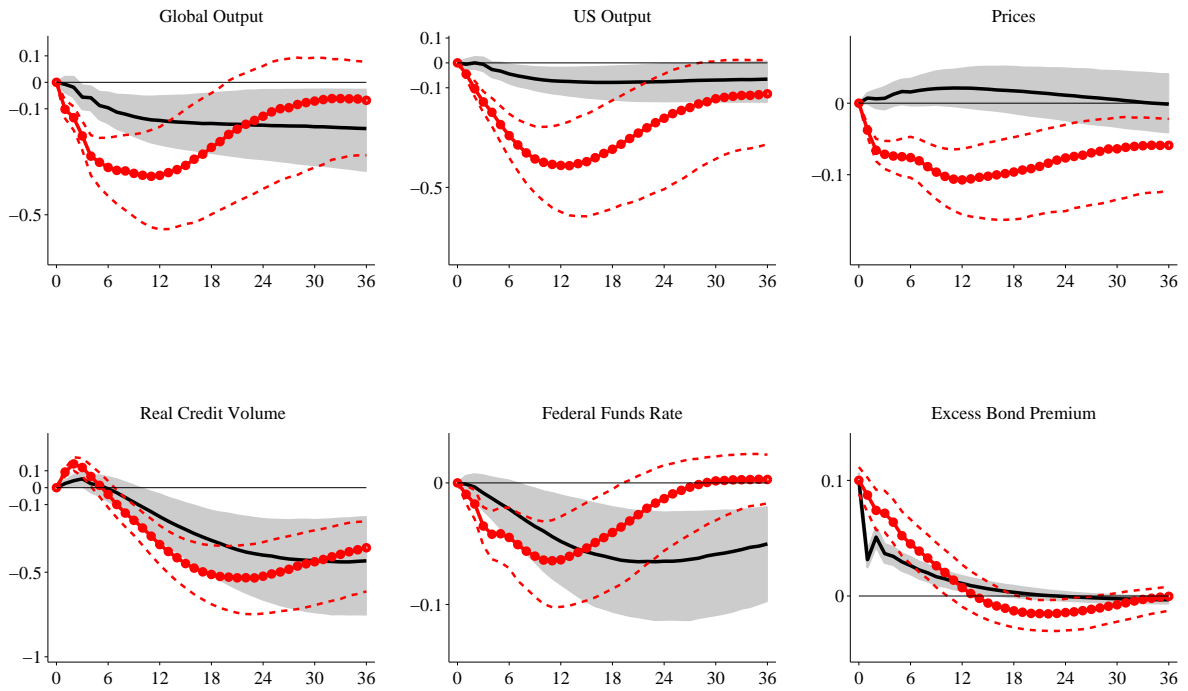 Global Output
0.1
0
−0.1
−0.5
0 6 12 18 24 30 36
US Output
0.1
0
−0.1
−0.5
0 6 12 18 24 30 36
Prices
0
−0.1
0 6 12 18 24 30 36
Real Credit Volume
0.1
0
−0.1
−0.5
−1
0 6 12 18 24 30 36
Federal Funds Rate
0
−0.1
0 6 12 18 24 30 36
Excess Bond Premium
0.1
0
0 6 12 18 24 30 36